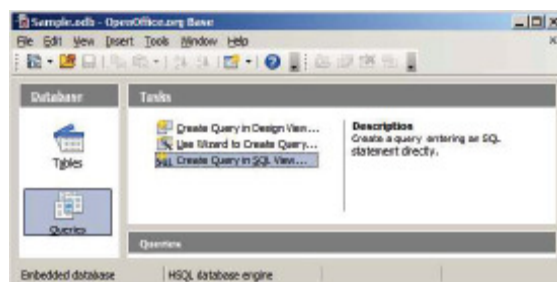 Sample.odb - OpenOffice.org Base
File Edit View Insert Tools Window Help
Database
Tasks
Tables
Queries
Create Query in Design View...
Use Wizard to Create Query...
Create Query in SQL View...
Description
Create a query entering an SQL
statement directly.
Queries
Embedded database
HSQL database engine